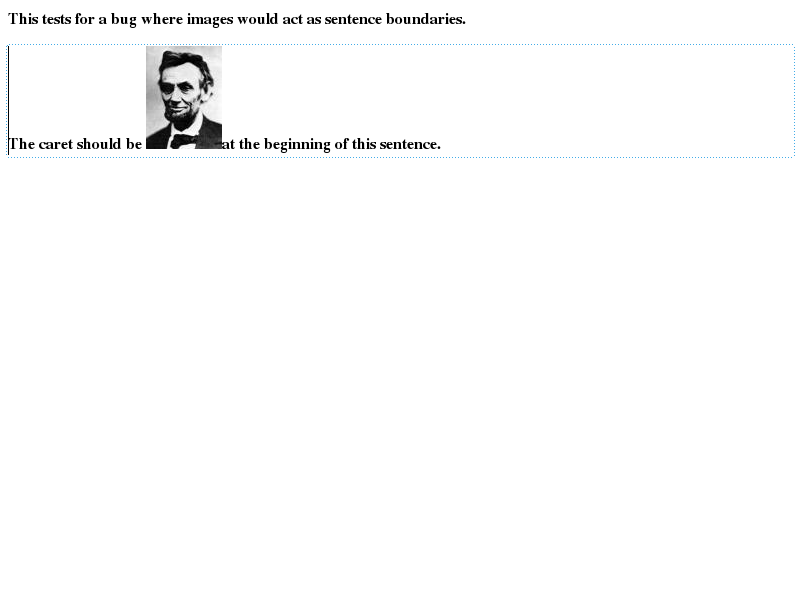 This tests for a bug where images would act as sentence boundaries.
The caret should be at the beginning of this sentence.